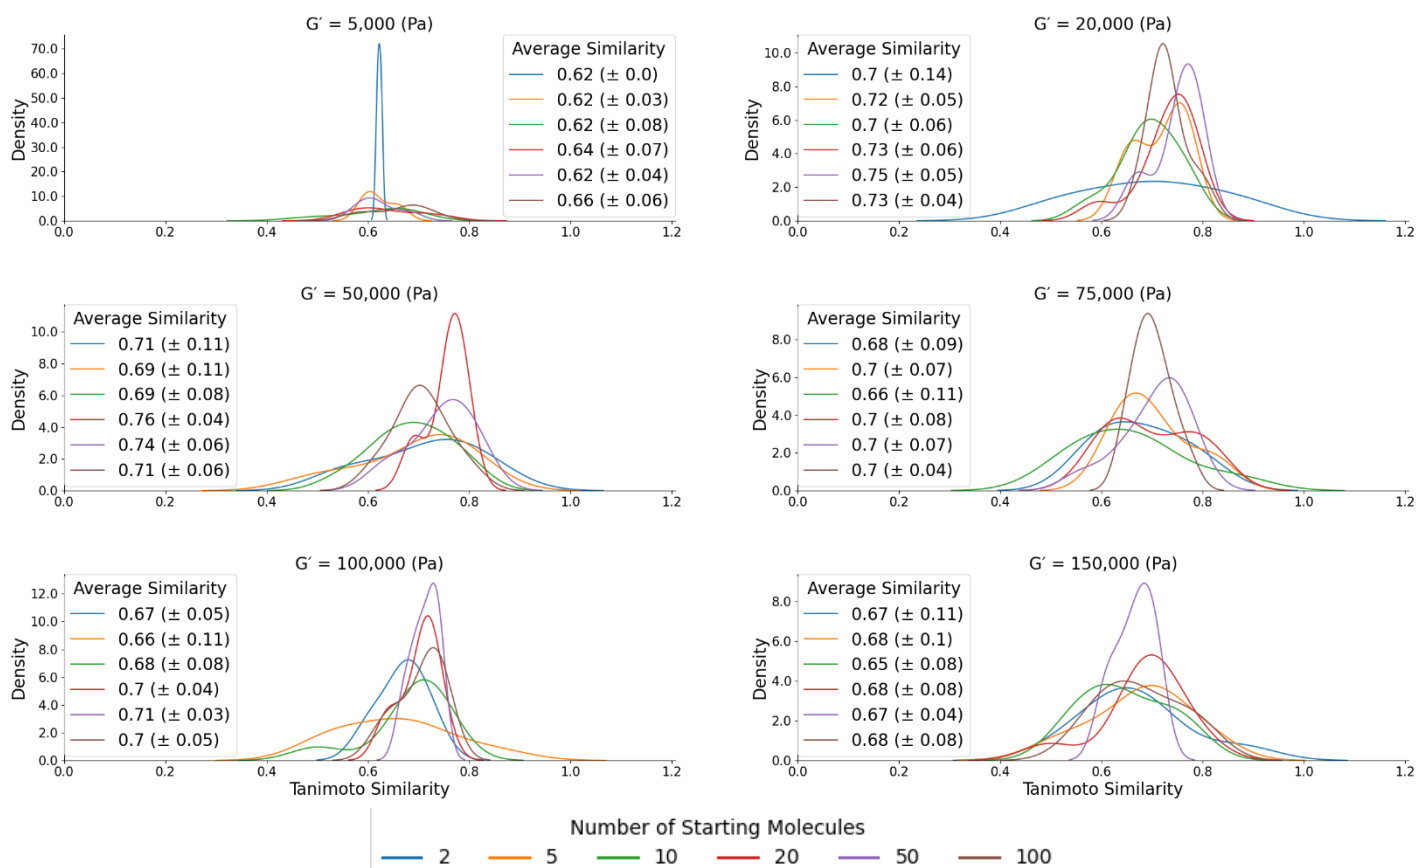 G′ = 5,000 (Pa)
Density
70.0
60.0
50.0
40.0
30.0
20.0
10.0
0.0
0.0 0.2 0.4 0.6 0.8 1.0 1.2
Average Similarity
0.62 (± 0.0)
0.62 (± 0.03)
0.62 (± 0.08)
0.64 (± 0.07)
0.62 (± 0.04)
0.66 (± 0.06)
G′ = 20,000 (Pa)
Density
10.0
8.0
6.0
4.0
2.0
0.0
0.0 0.2 0.4 0.6 0.8 1.0 1.2
Average Similarity
0.7 (± 0.14)
0.72 (± 0.05)
0.7 (± 0.06)
0.73 (± 0.06)
0.75 (± 0.05)
0.73 (± 0.04)
G′ = 50,000 (Pa)
Density
10.0
8.0
6.0
4.0
2.0
0.0
0.0 0.2 0.4 0.6 0.8 1.0 1.2
Average Similarity
0.71 (± 0.11)
0.69 (± 0.11)
0.69 (± 0.08)
0.76 (± 0.04)
0.74 (± 0.06)
0.71 (± 0.06)
G′ = 75,000 (Pa)
Density
8.0
6.0
4.0
2.0
0.0
0.0 0.2 0.4 0.6 0.8 1.0 1.2
Average Similarity
0.68 (± 0.09)
0.7 (± 0.07)
0.66 (± 0.11)
0.7 (± 0.08)
0.7 (± 0.07)
0.7 (± 0.04)
G′ = 100,000 (Pa)
Density
12.0
10.0
8.0
6.0
4.0
2.0
0.0
0.0 0.2 0.4 0.6 0.8 1.0 1.2
Tanimoto Similarity
Average Similarity
0.67 (± 0.05)
0.66 (± 0.11)
0.68 (± 0.08)
0.7 (± 0.04)
0.71 (± 0.03)
0.7 (± 0.05)
G′ = 150,000 (Pa)
Density
8.0
6.0
4.0
2.0
0.0
0.0 0.2 0.4 0.6 0.8 1.0 1.2
Tanimoto Similarity
Average Similarity
0.67 (± 0.11)
0.68 (± 0.1)
0.65 (± 0.08)
0.68 (± 0.08)
0.67 (± 0.04)
0.68 (± 0.08)
Number of Starting Molecules
2 5 10 20 50 100